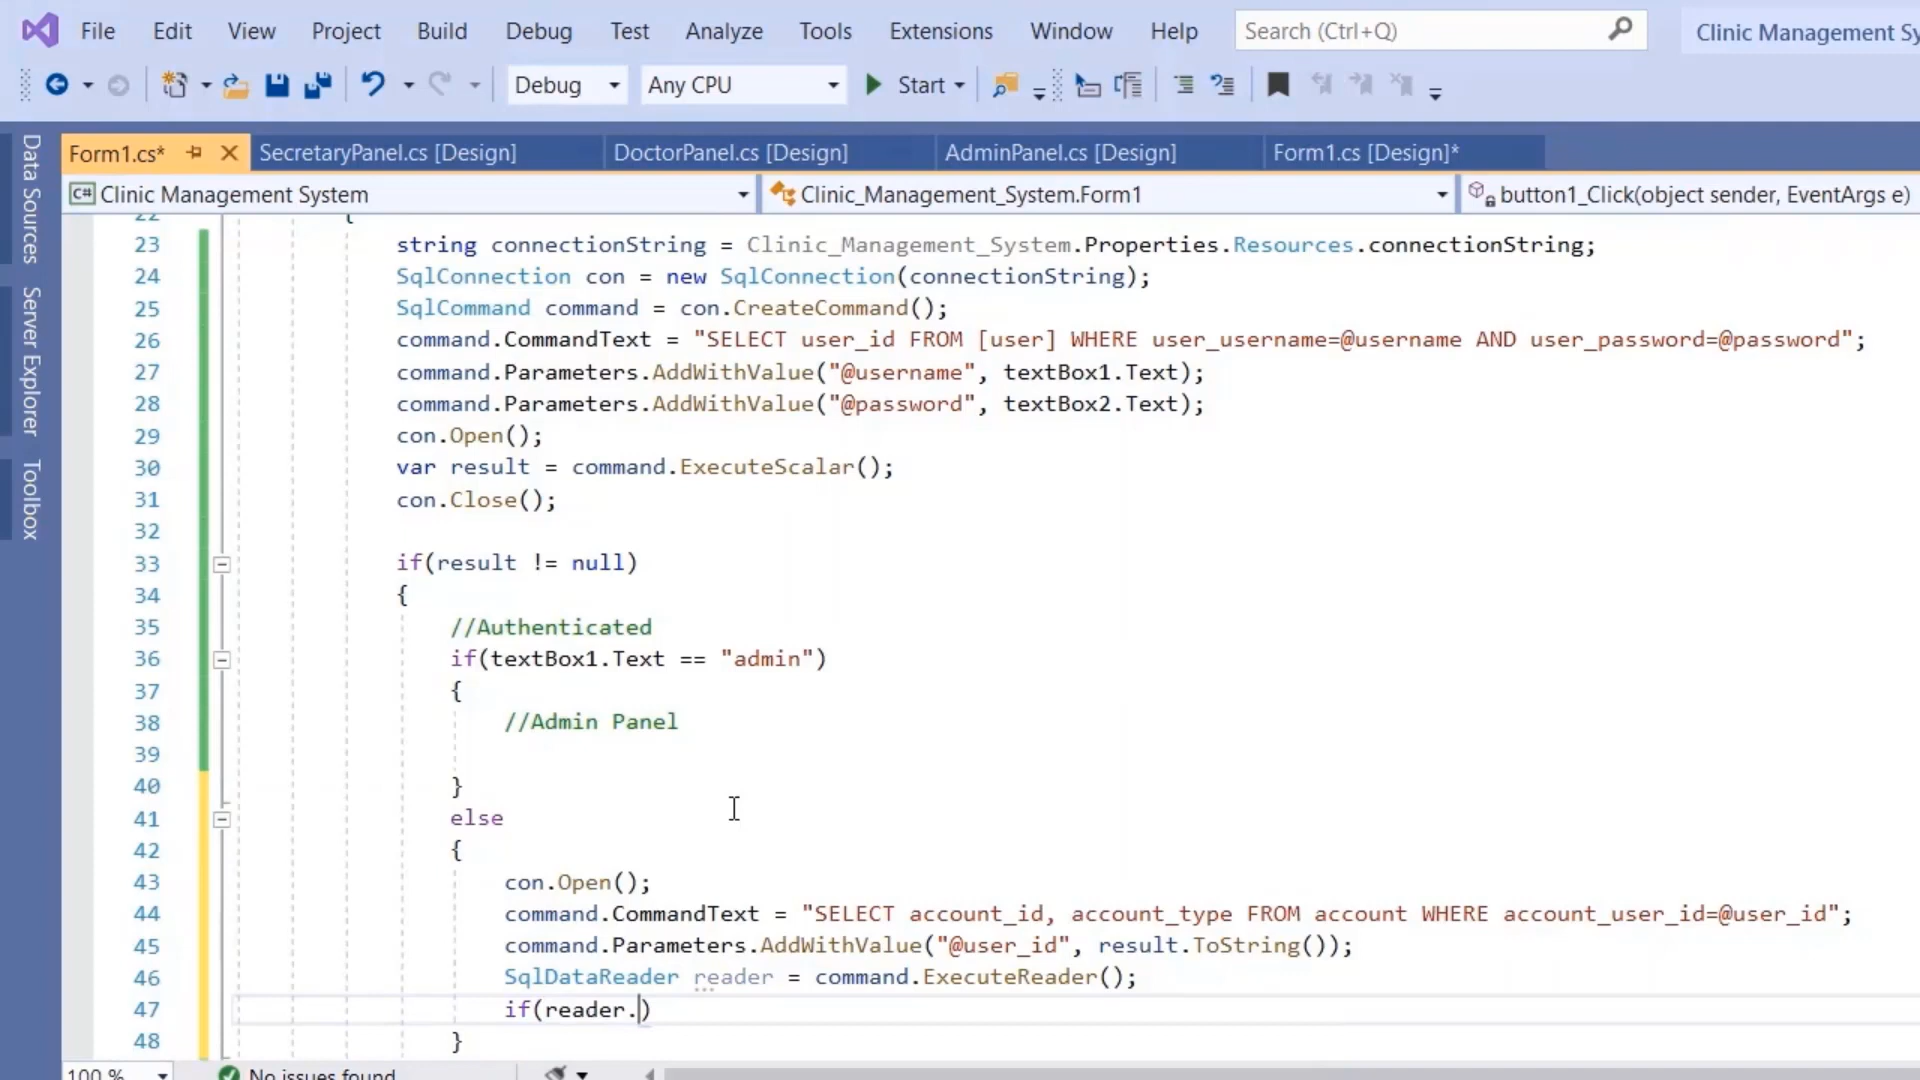 File Edit View Project Build Debug Test Tools Analyze Extensions Window Help Search (Ctrl+Q) Clinic Management Sy
Debug Any CPU Start
Form1.cs* SecretaryPanel.cs [Design] DoctorPanel.cs [Design] AdminPanel.cs [Design] Form1.cs [Design]*
C# Clinic Management System Clinic_Management_System.Form1 button1_Click(object sender, EventArgs e)
Data Sources
Server Explorer
Toolbox
22 {
23 string connectionString = Clinic_Management_System.Properties.Resources.connectionString;
24 SqlConnection con = new SqlConnection(connectionString);
25 SqlCommand command = con.CreateCommand();
26 command.CommandText = "SELECT user_id FROM [user] WHERE user_username=@username AND user_password=@password";
27 command.Parameters.AddWithValue("@username", textBox1.Text);
28 command.Parameters.AddWithValue("@password", textBox2.Text);
29 con.Open();
30 var result = command.ExecuteScalar();
31 con.Close();
32
33 if(result != null)
34 {
35 //Authenticated
36 if(textBox1.Text == "admin")
37 {
38 //Admin Panel
39
40 }
41 else
42 {
43 con.Open();
44 command.CommandText = "SELECT account_id, account_type FROM account WHERE account_user_id=@user_id";
45 command.Parameters.AddWithValue("@user_id", result.ToString());
46 SqlDataReader reader = command.ExecuteReader();
47 if(reader.)
48 }
100 % No issues found